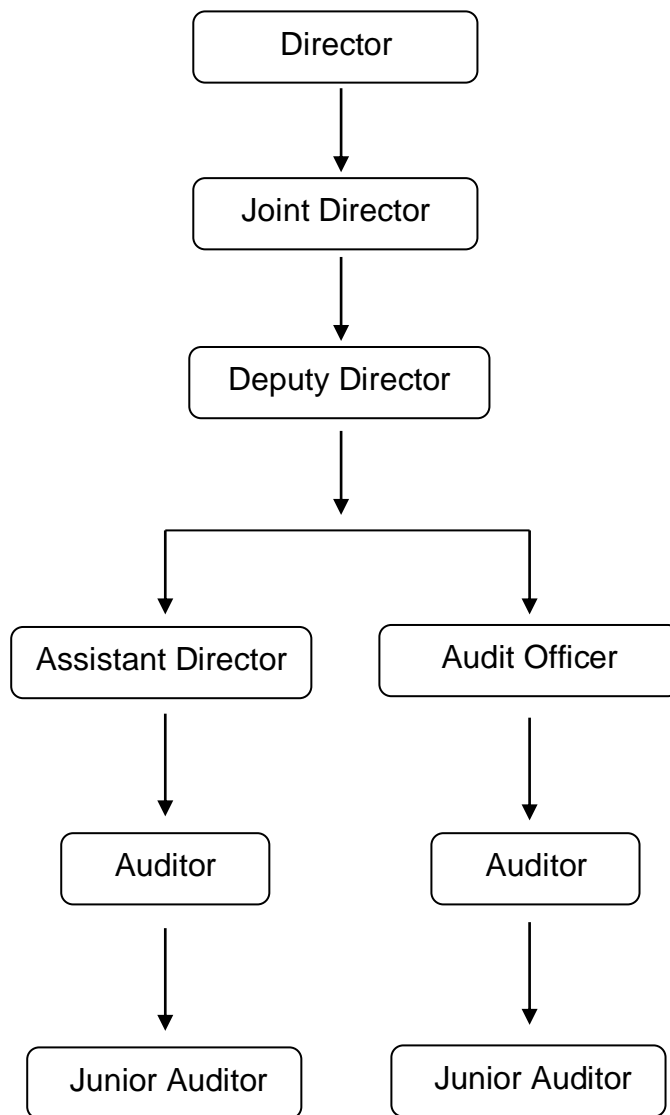 Director
Joint Director
Deputy Director
Assistant Director
Audit Officer
Auditor
Auditor
Junior Auditor
Junior Auditor